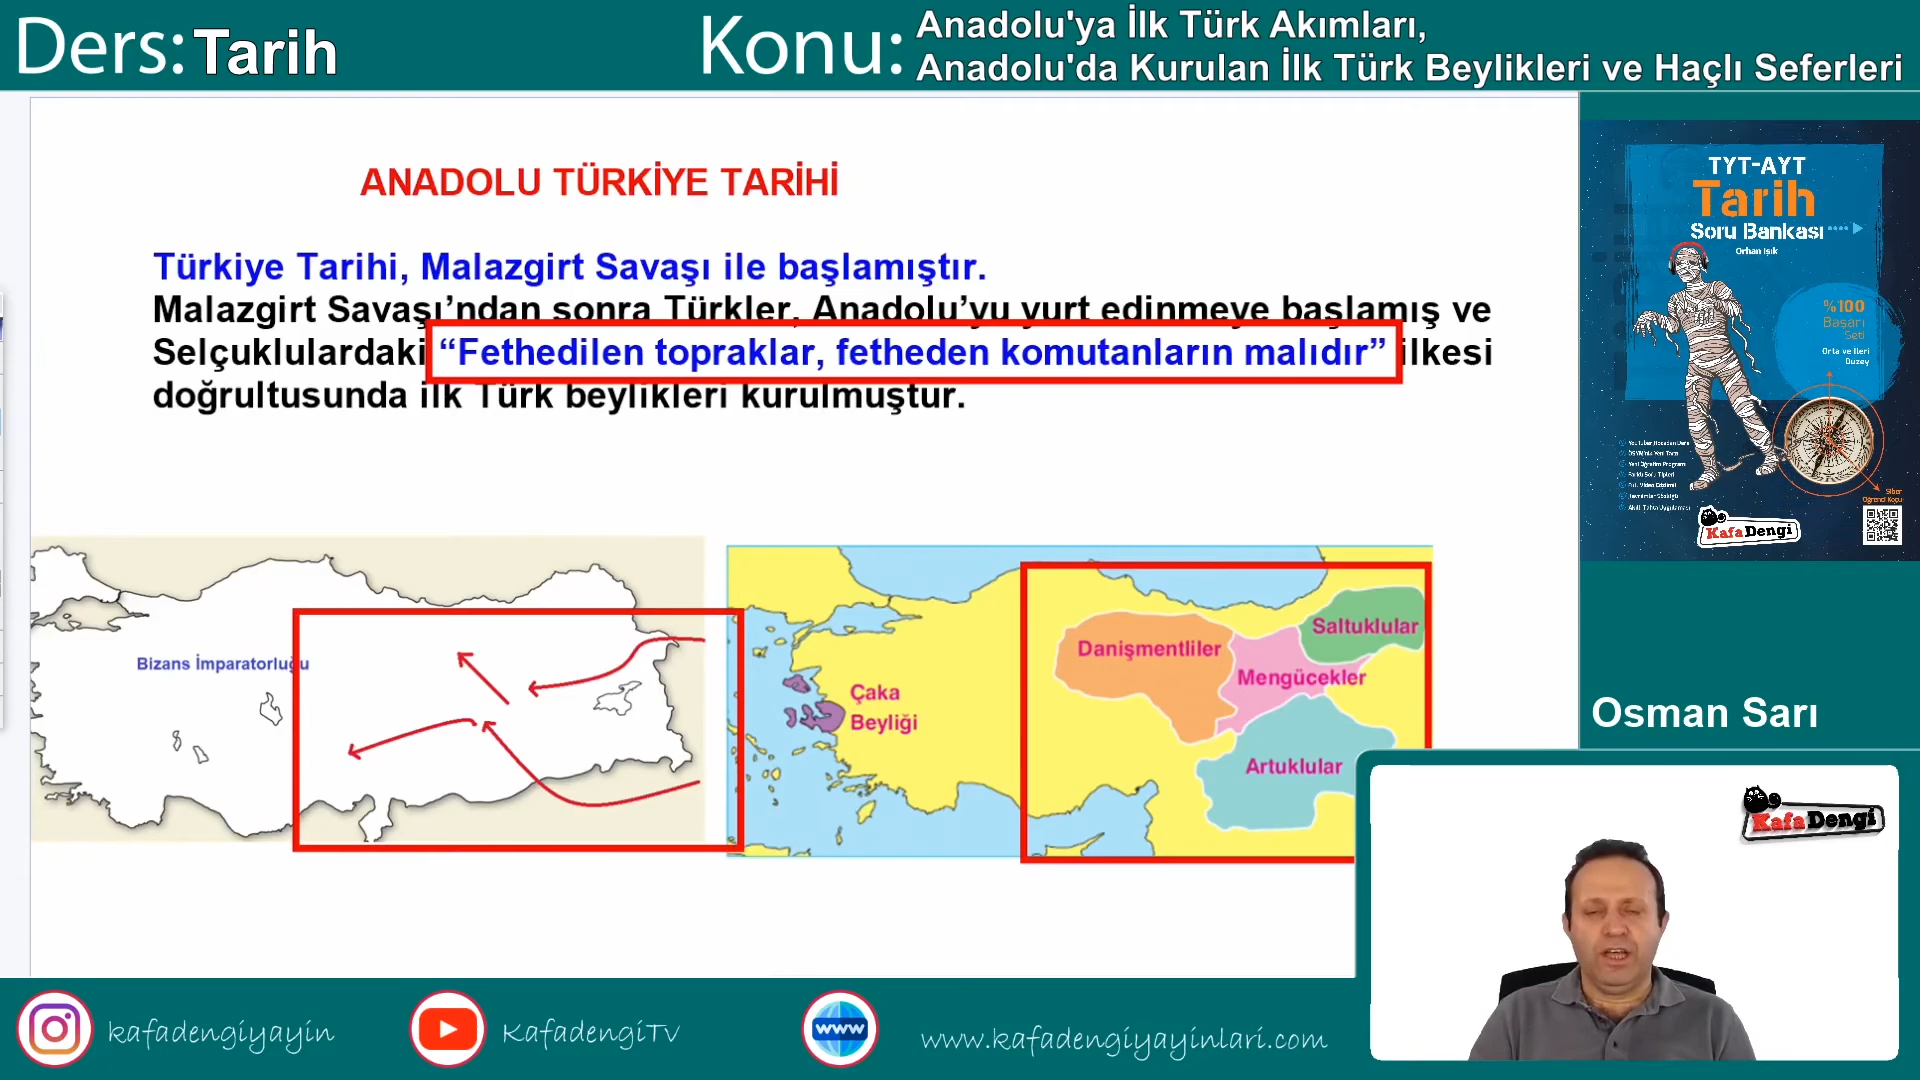 Ders: Tarih
Konu: Anadolu'ya İlk Türk Akımları,
Anadolu'da Kurulan İlk Türk Beylikleri ve Haçlı Seferleri
ANADOLU TÜRKİYE TARİHİ
Türkiye Tarihi, Malazgirt Savaşı ile başlamıştır.
Malazgirt Savaşı’ndan sonra Türkler, Anadolu’yu yurt edinmeye başlamış ve
Selçuklulardaki “Fethedilen topraklar, fetheden komutanların malıdır” ilkesi
doğrultusunda ilk Türk beylikleri kurulmuştur.
Bizans İmparatorluğu
Çaka
Beyliği
Danişmentliler
Saltuklular
Mengücekler
Artuklular
TYT-AYT
Tarih
Soru Bankası
Orhan Işık
%100
Başarı
Seti
Orta ve İleri
Düzey
KafaDengi
Osman Sarı
KafaDengi
kafadengiyayin
KafadengiTv
www
www.kafadengiyayinlari.com